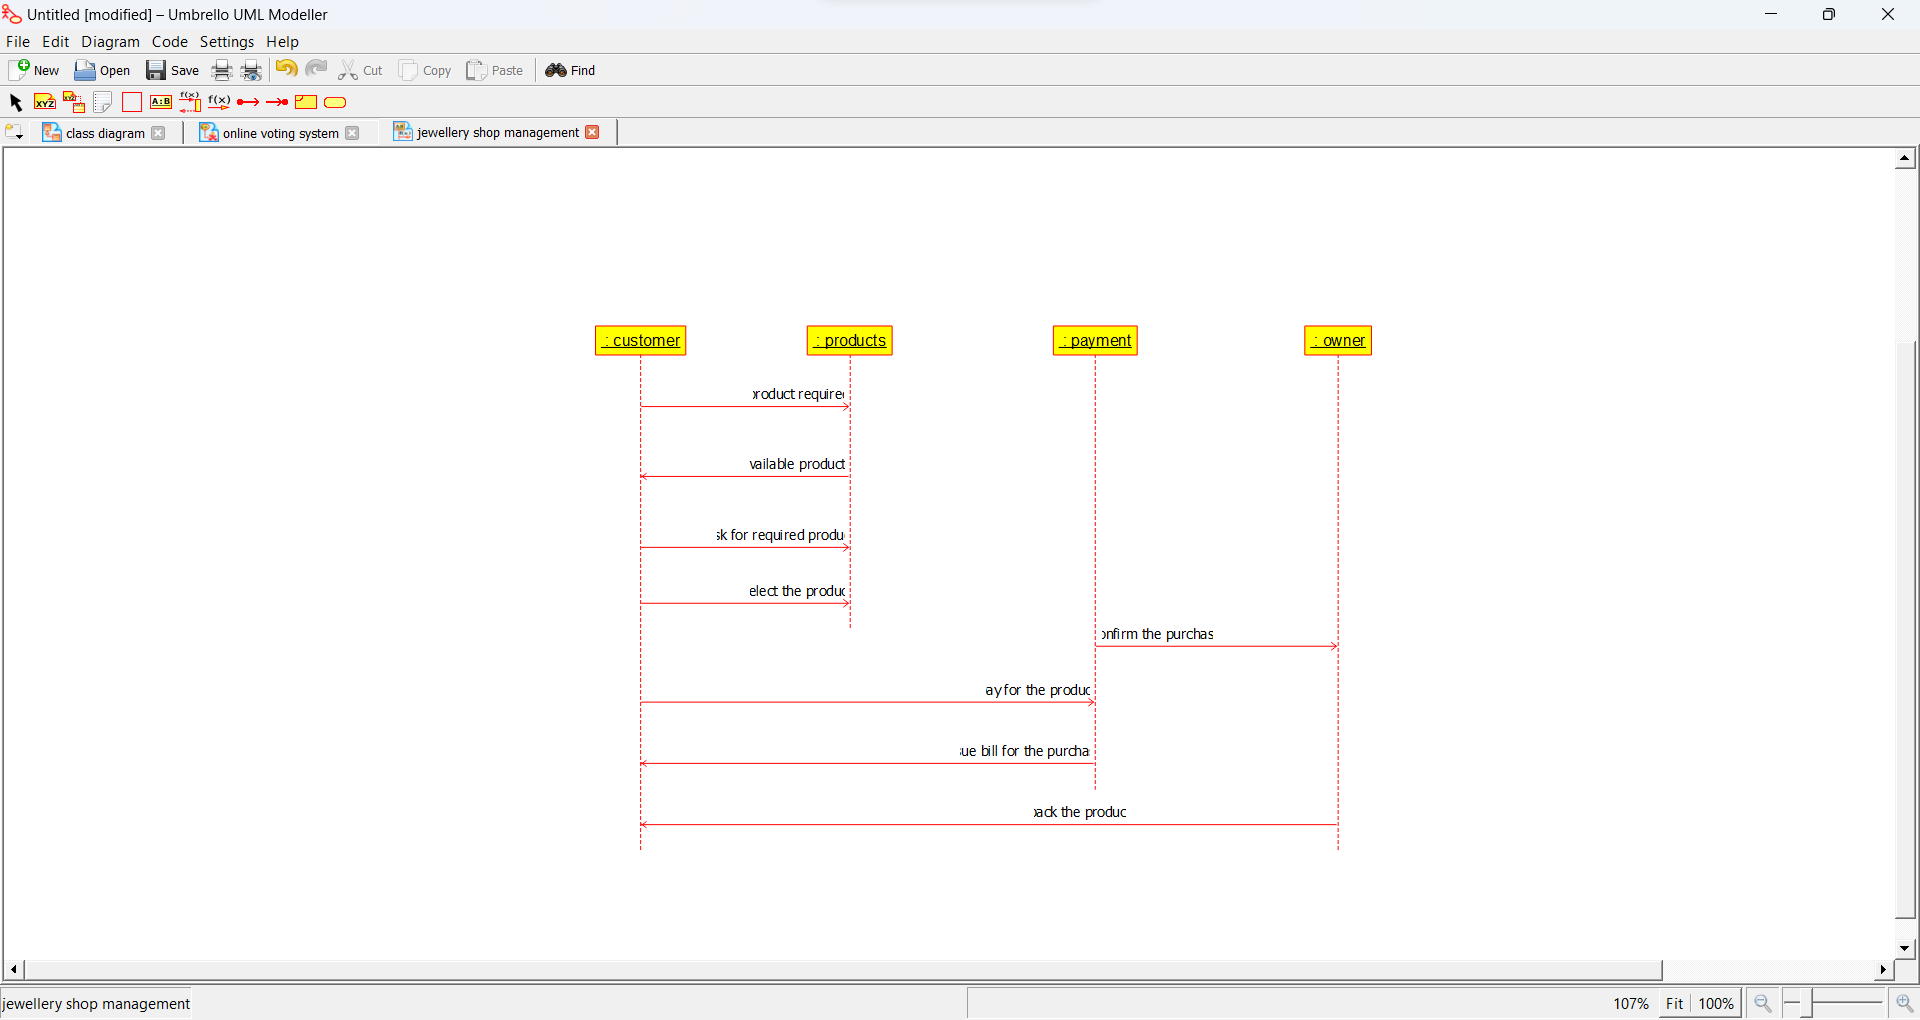 Untitled [modified] – Umbrello UML Modeller
File Edit Diagram Code Settings Help
New Open Save Cut Copy Paste Find
XYZ XYZ A:B f(x) f(x)
class diagram online voting system jewellery shop management
: customer : products : payment : owner
roduct require
vailable product
sk for required produ
elect the produc
onfirm the purchas
ay for the produc
ue bill for the purcha
ack the produc
jewellery shop management 107% Fit 100%